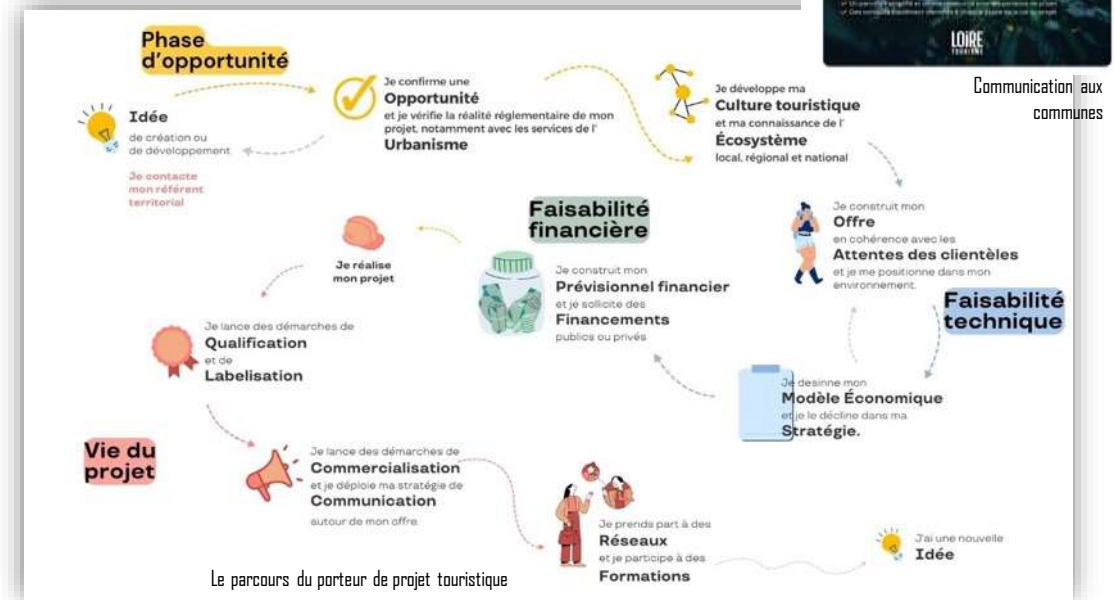 Un parcours simplifié et
LOIRE
TOURISME
Communication aux
communes
Phase
d'opportunité
Idée
de création ou
de développement
Je contacte
mon référent
territorial
Je confirme une
Opportunité
et je vérifie la réalité réglementaire de mon
projet, notamment avec les services de l'
Urbanisme
Je développe ma
Culture touristique
et ma connaissance de l'
Écosystème
local, régional et national
Je construit mon
Offre
en cohérence avec les
Attentes des clientèles
et je me positionne dans mon
environnement.
Faisabilité
technique
Je desinne mon
Modèle Économique
et je le décline dans ma
Stratégie.
Faisabilité
financière
Je construit mon
Prévisionnel financier
et je sollicite des
Financements
publics ou privés
Je réalise
mon projet
Je lance des démarches de
Qualification
et de
Labelisation
Vie du
projet
Je lance des démarches de
Commercialisation
et je déploie ma stratégie de
Communication
autour de mon offre
Je prends part à des
Réseaux
et je participe à des
Formations
J'ai une nouvelle
Idée
Le parcours du porteur de projet touristique